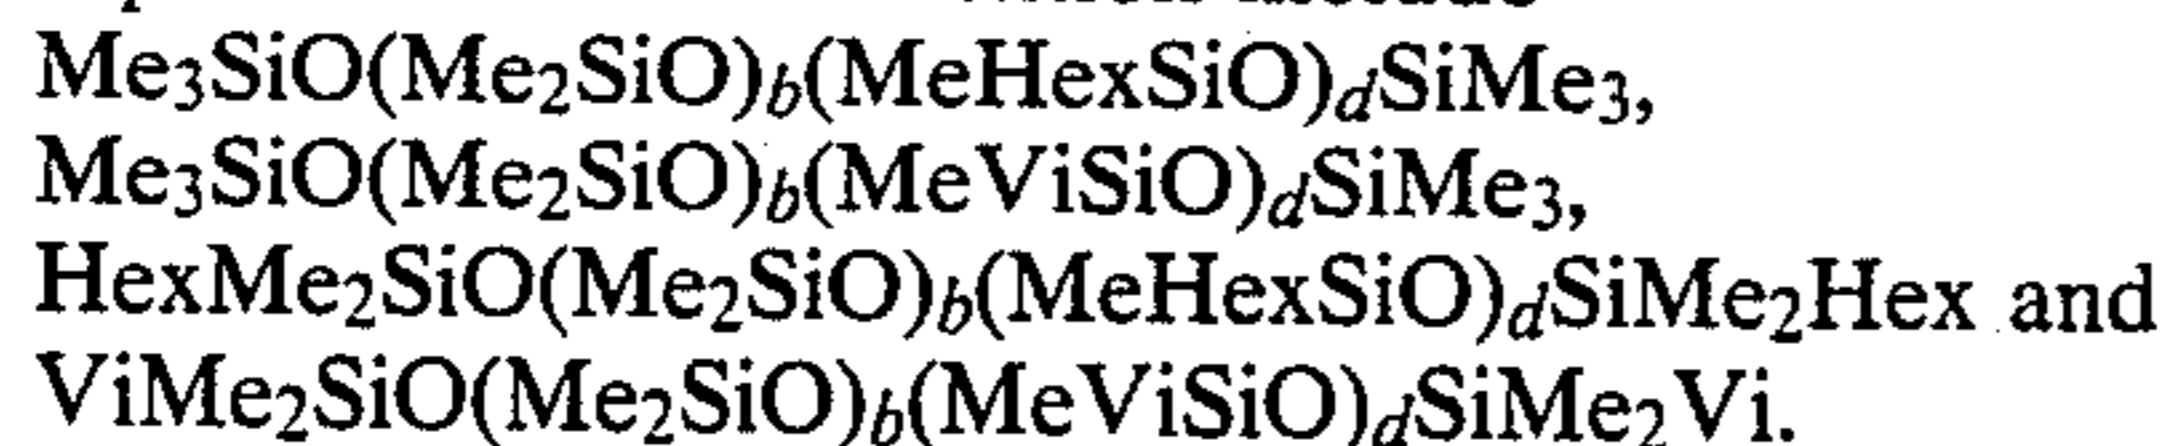 Me₃SiO(Me₂SiO)b(MeHexSiO)dSiMe₃,
Me₃SiO(Me₂SiO)b(MeViSiO)dSiMe₃,
HexMe₂SiO(Me₂SiO)b(MeHexSiO)dSiMe₂Hex and
ViMe₂SiO(Me₂SiO)b(MeViSiO)dSiMe₂Vi.